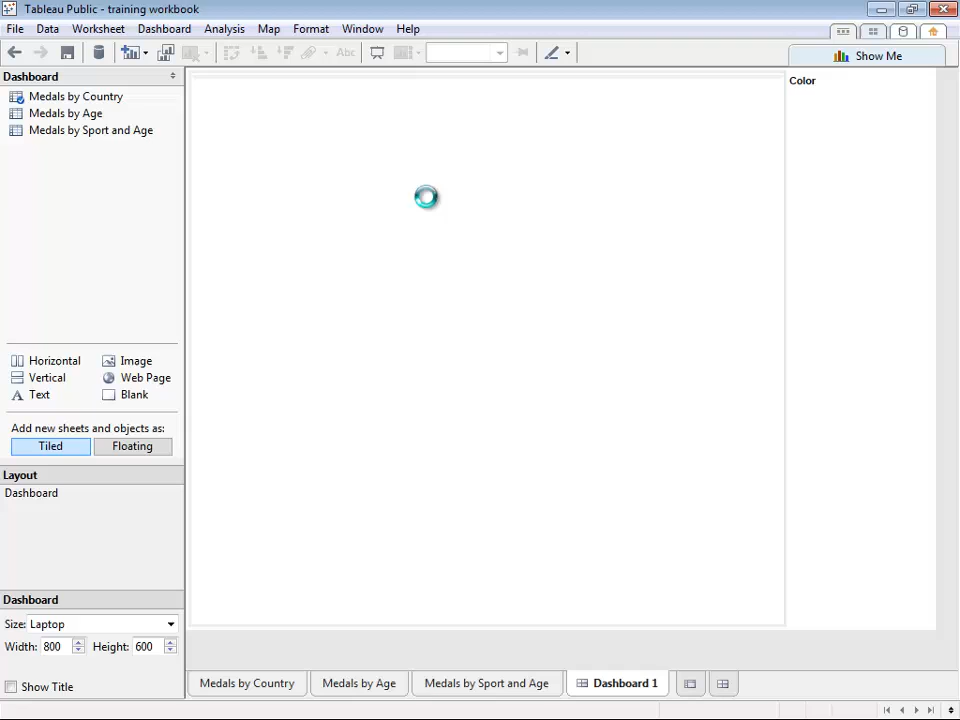 Tableau Public - training workbook
File Data Worksheet Dashboard Analysis Map Format Window Help
Abc
Show Me
Dashboard
Color
Medals by Country
Medals by Age
Medals by Sport and Age
Horizontal Image
Vertical Web Page
A Text Blank
Add new sheets and objects as:
Tiled Floating
Layout
Dashboard
Dashboard
Size: Laptop
Width: 800 Height: 600
Show Title
Medals by Country Medals by Age Medals by Sport and Age Dashboard 1